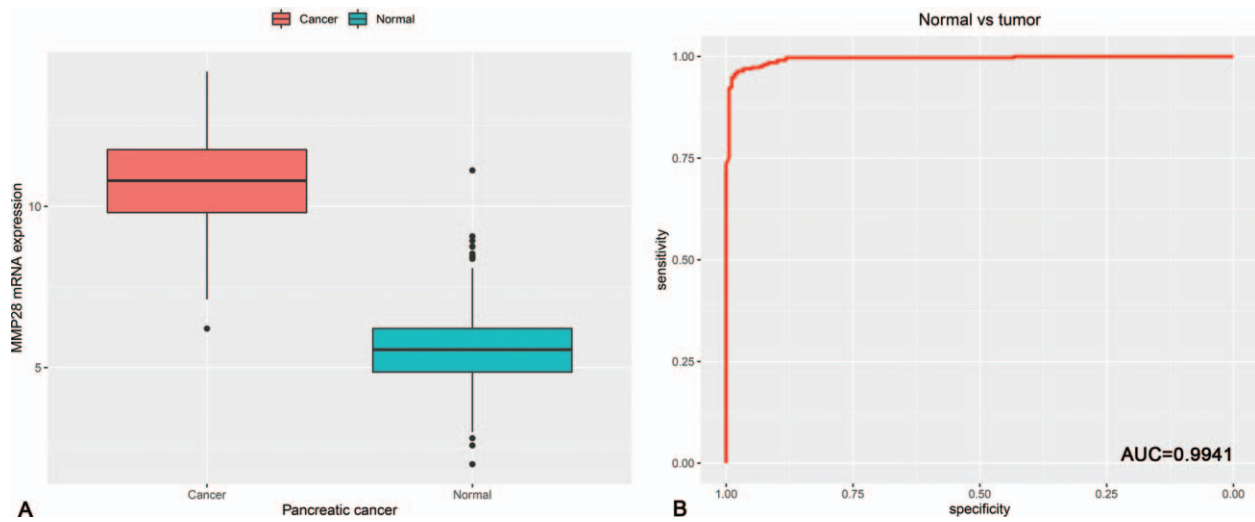 Cancer Normal
MMP28 mRNA expression
10
5
Cancer Normal
Pancreatic cancer
A
Normal vs tumor
sensitivity
1.00
0.75
0.50
0.25
0.00
AUC=0.9941
1.00 0.75 0.50 0.25 0.00
specificity
B